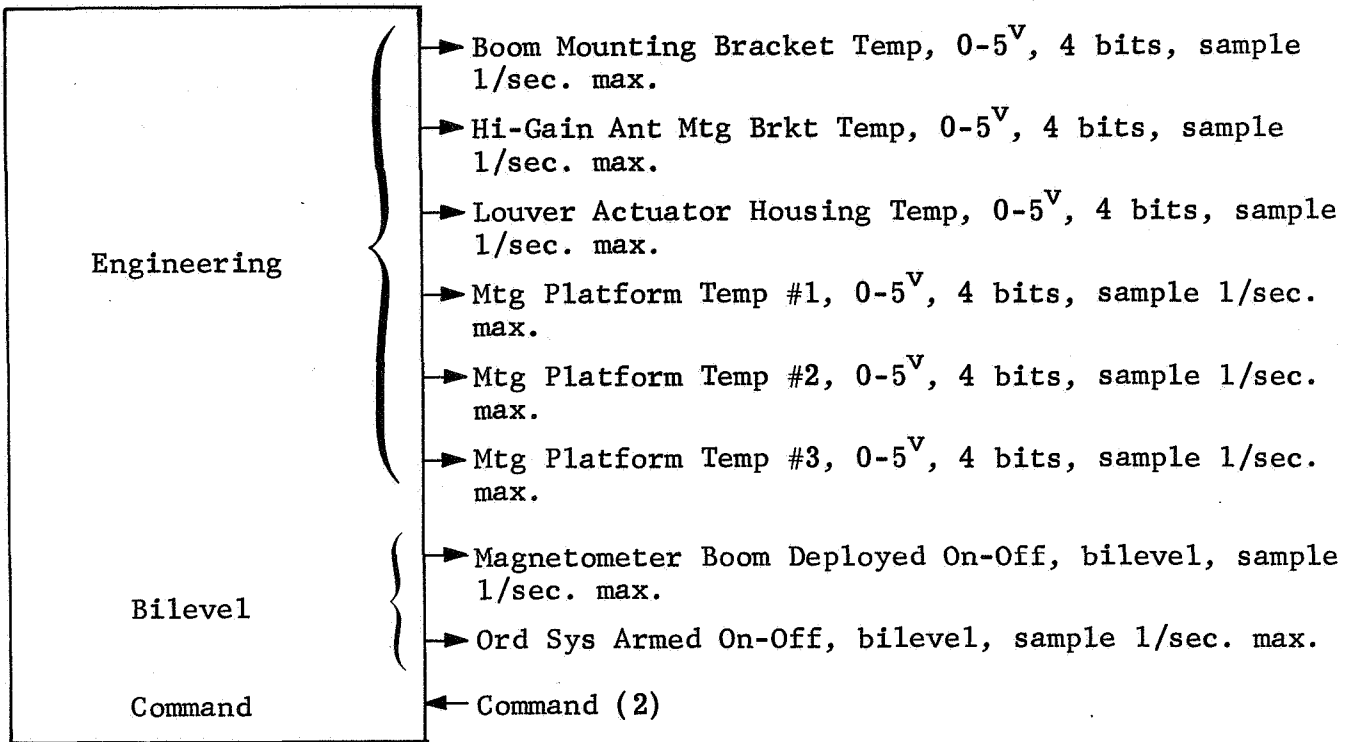 Boom Mounting Bracket Temp, 0-5V, 4 bits, sample
1/sec. max.
Hi-Gain Ant Mtg Brkt Temp, 0-5V, 4 bits, sample
1/sec. max.
Louver Actuator Housing Temp, 0-5V, 4 bits, sample
1/sec. max.
Engineering
Mtg Platform Temp #1, 0-5V, 4 bits, sample 1/sec.
max.
Mtg Platform Temp #2, 0-5V, 4 bits, sample 1/sec.
max.
Mtg Platform Temp #3, 0-5V, 4 bits, sample 1/sec.
max.
Magnetometer Boom Deployed On-Off, bilevel, sample
1/sec. max.
Bilevel
Ord Sys Armed On-Off, bilevel, sample 1/sec. max.
Command
Command (2)